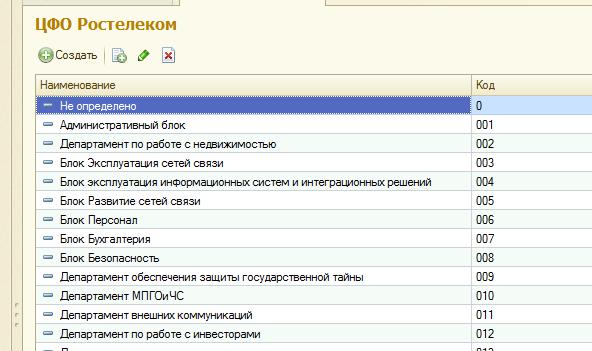 ЦФО Ростелеком
Создать
Наименование Код
Не определено 0
Административный блок 001
Департамент по работе с недвижимостью 002
Блок Эксплуатация сетей связи 003
Блок эксплуатация информационных систем и интеграционных решений 004
Блок Развитие сетей связи 005
Блок Персонал 006
Блок Бухгалтерия 007
Блок Безопасность 008
Департамент обеспечения защиты государственной тайны 009
Департамент МПГОиЧС 010
Департамент внешних коммуникаций 011
Департамент по работе с инвесторами 012